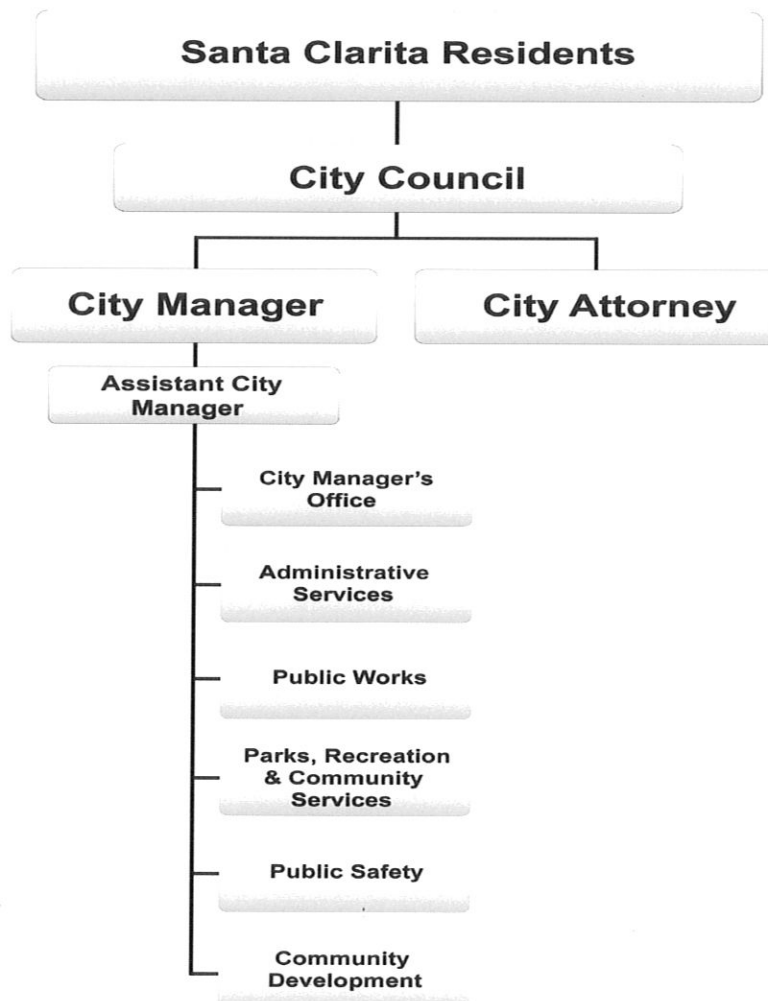 Santa Clarita Residents
City Council
City Manager
City Attorney
Assistant City
Manager
City Manager's
Office
Administrative
Services
Public Works
Parks, Recreation
& Community
Services
Public Safety
Community
Development